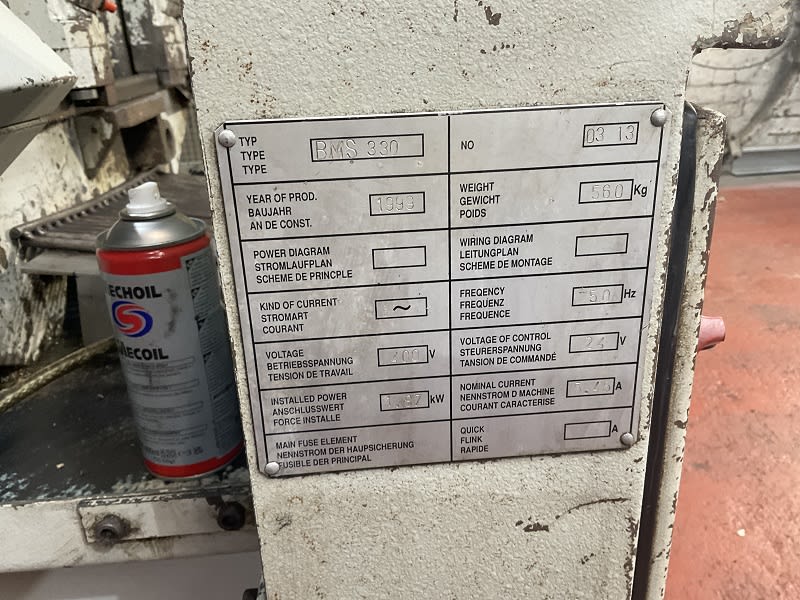 TYP
TYPE
TYPE
BMS 330
NO
03 13
YEAR OF PROD.
BAUJAHR
AN DE CONST.
1999
WEIGHT
GEWICHT
POIDS
560 Kg
POWER DIAGRAM
STROMLAUFPLAN
SCHEME DE PRINCPLE
WIRING DIAGRAM
LEITUNGPLAN
SCHEME DE MONTAGE
KIND OF CURRENT
STROMART
COURANT
~
FREQENCY
FREQUENZ
FREQUENCE
50 Hz
VOLTAGE
BETRIEBSSPANNUNG
TENSION DE TRAVAIL
400 V
VOLTAGE OF CONTROL
STEURERSPANNUNG
TANSION DE COMMANDÉ
24 V
INSTALLED POWER
ANSCHLUSSWERT
FORCE INSTALLE
kW
NOMINAL CURRENT
NENNSTROM D MACHINE
COURANT CARACTERISE
A
MAIN FUSE ELEMENT
NENNSTROM DER HAUPSICHERUNG
FUSIBLE DER PRINCIPAL
QUICK
FLINK
RAPIDE
A
ECHOIL
RECOIL